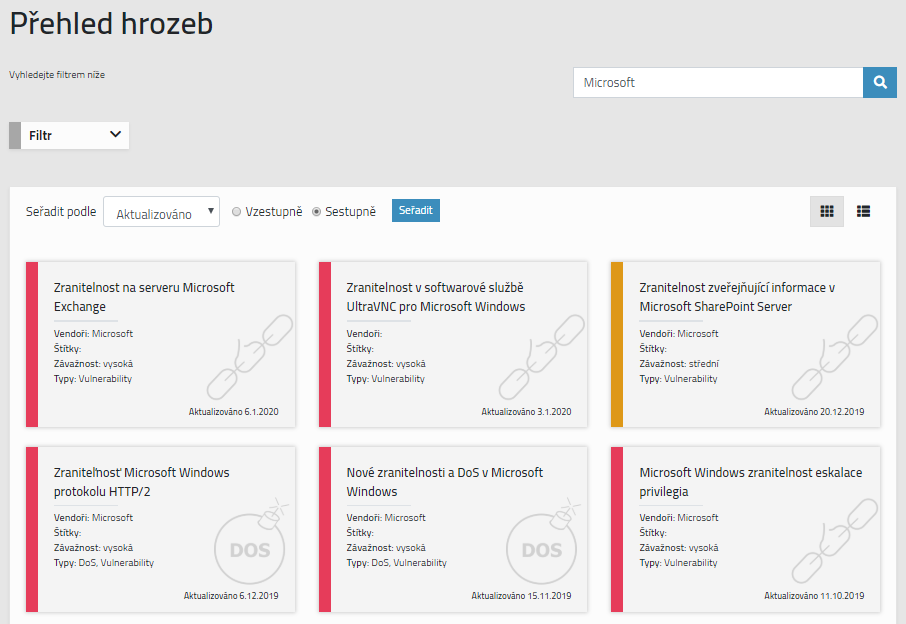 Přehled hrozeb
Vyhledejte filtrem níže
Microsoft
Filtr
Seřadit podle Aktualizováno Vzestupně Sestupně Seřadit
Zranitelnost na serveru Microsoft
Exchange
Vendoři: Microsoft
Štítky:
Závažnost: vysoká
Typy: Vulnerability
Aktualizováno 6.1.2020
Zranitelnost v softwarové službě
UltraVNC pro Microsoft Windows
Vendoři:
Štítky:
Závažnost: vysoká
Typy: Vulnerability
Aktualizováno 3.1.2020
Zranitelnost zveřejňující informace v
Microsoft SharePoint Server
Vendoři: Microsoft
Štítky:
Závažnost: střední
Typy: Vulnerability
Aktualizováno 20.12.2019
Zraniteľnosť Microsoft Windows
protokolu HTTP/2
Vendoři: Microsoft
Štítky:
Závažnost: vysoká
Typy: DoS, Vulnerability
DOS
Aktualizováno 6.12.2019
Nové zranitelnosti a DoS v Microsoft
Windows
Vendoři: Microsoft
Štítky:
Závažnost: vysoká
Typy: DoS, Vulnerability
DOS
Aktualizováno 15.11.2019
Microsoft Windows zranitelnost eskalace
privilegia
Vendoři: Microsoft
Štítky:
Závažnost: vysoká
Typy: Vulnerability
Aktualizováno 11.10.2019